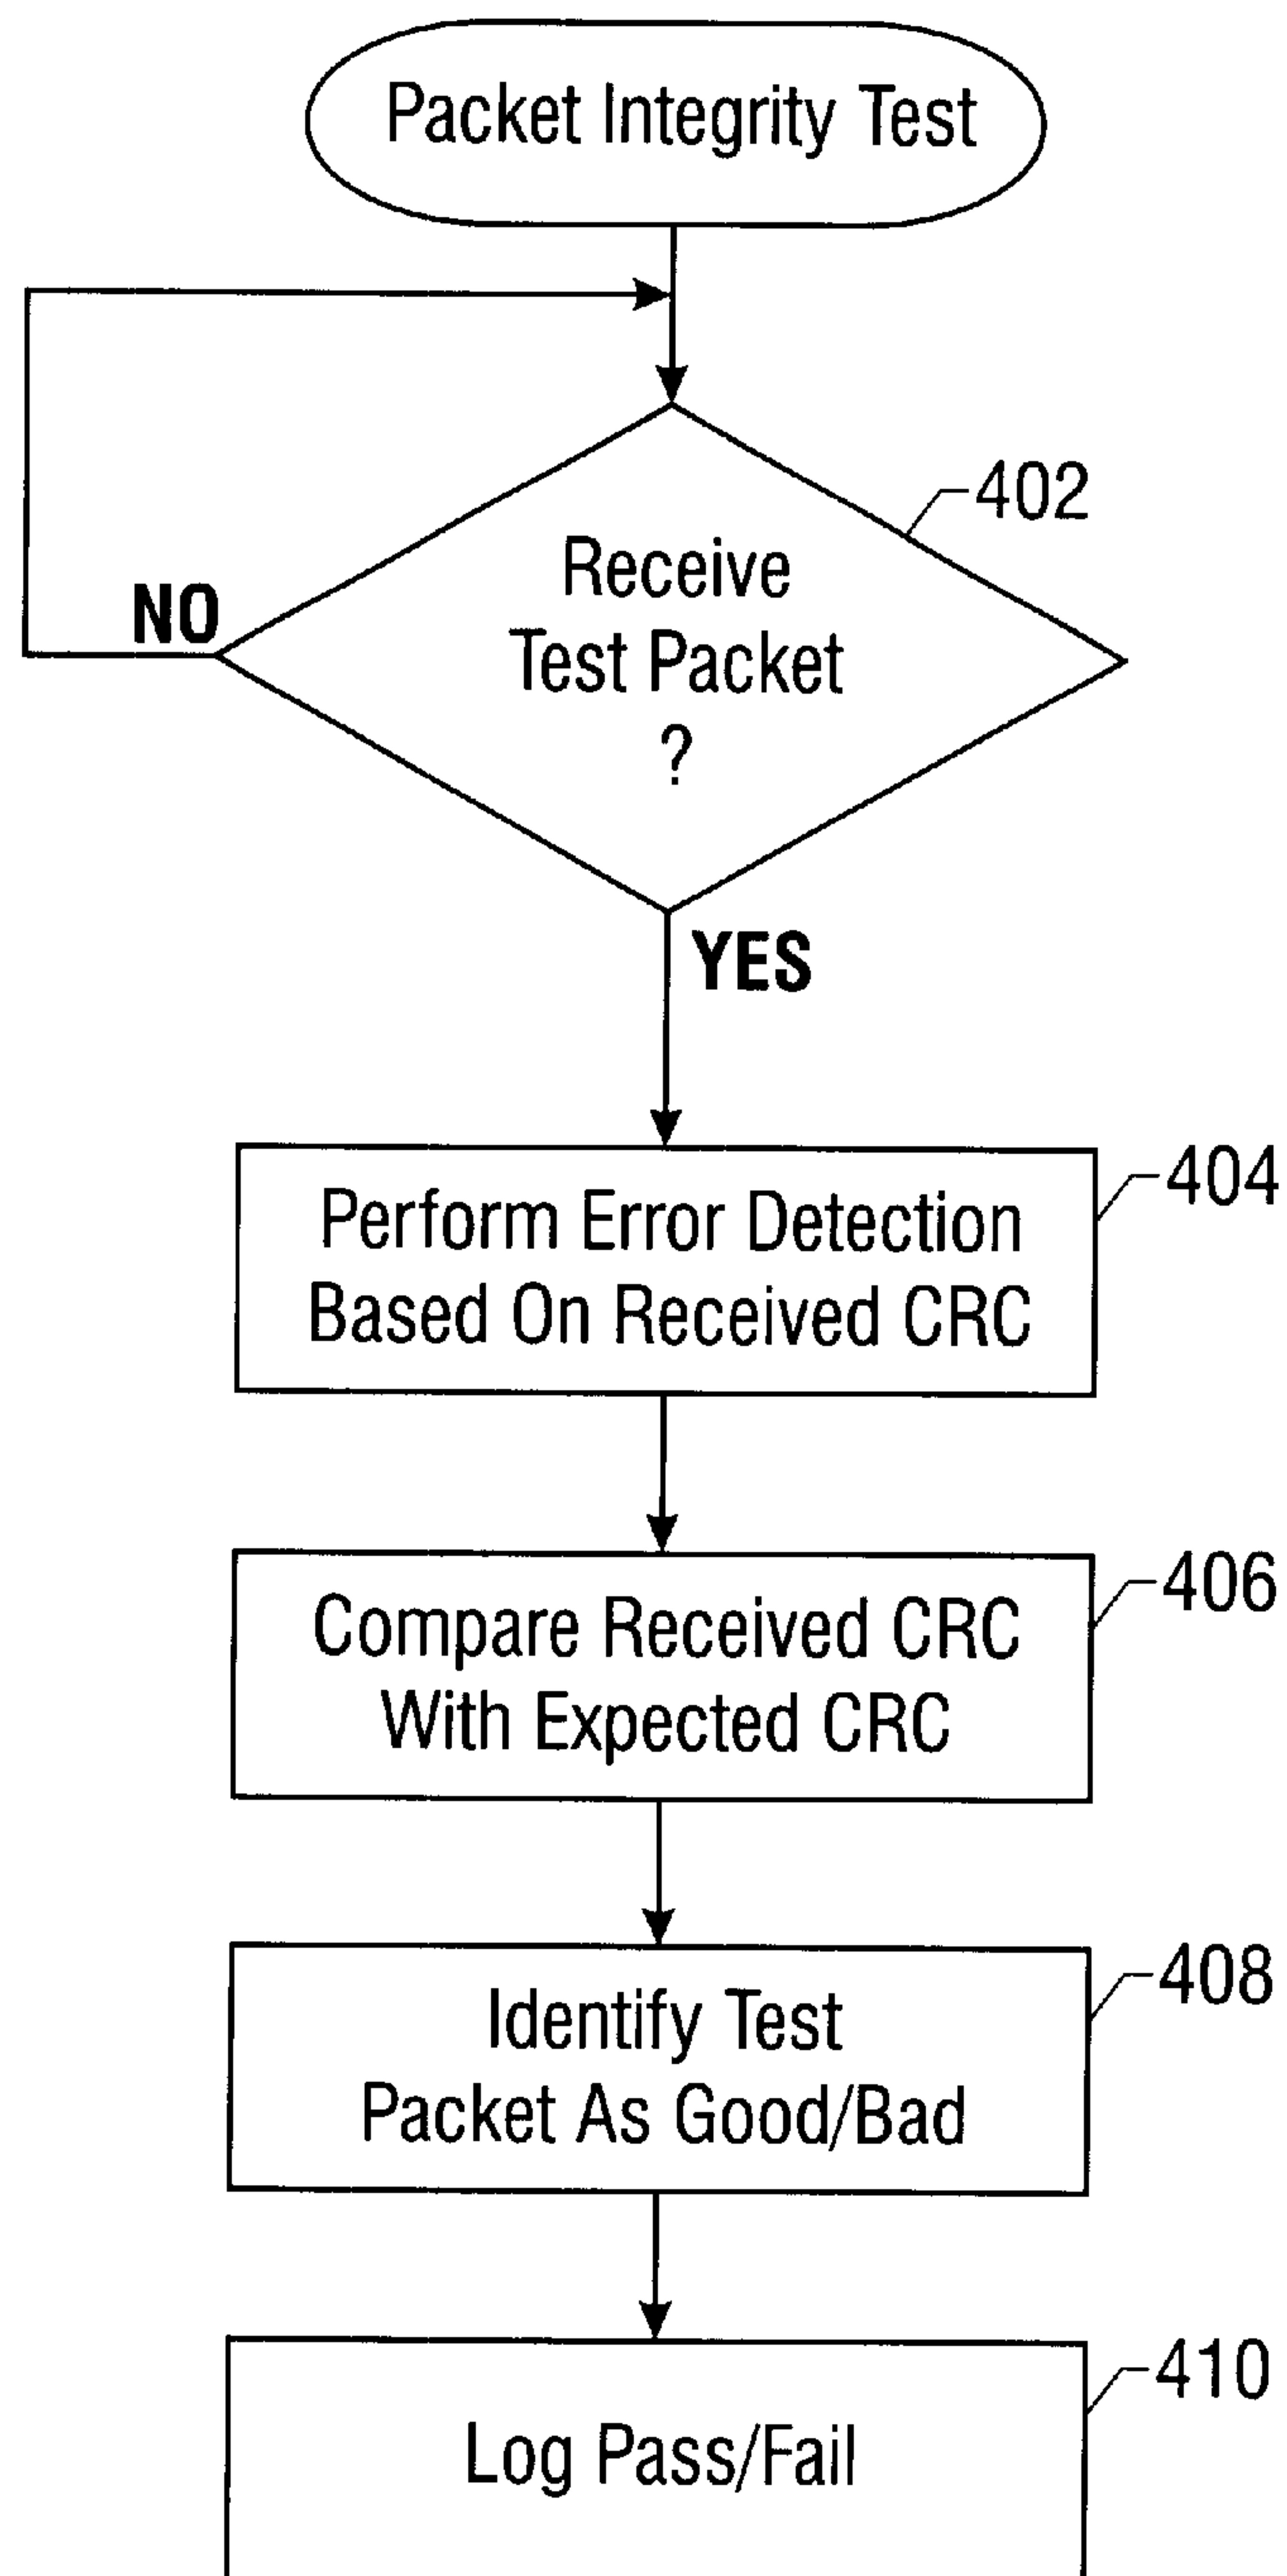 Packet Integrity Test
402
Receive
Test Packet
?
NO
YES
404
Perform Error Detection
Based On Received CRC
406
Compare Received CRC
With Expected CRC
408
Identify Test
Packet As Good/Bad
410
Log Pass/Fail